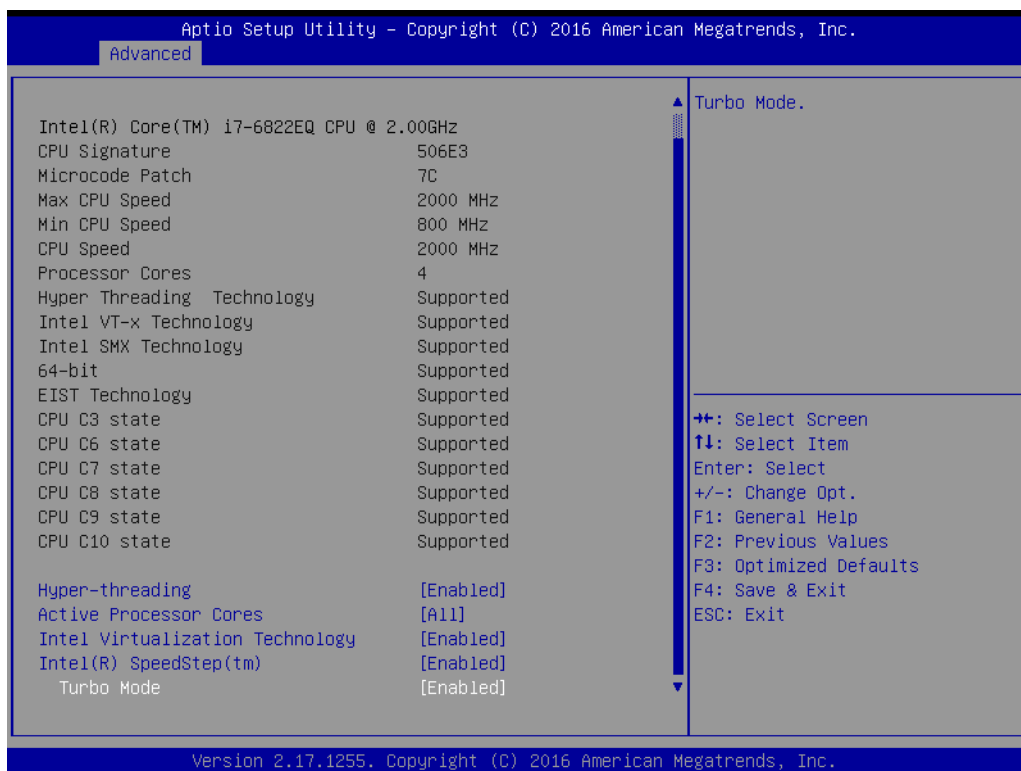 Aptio Setup Utility – Copyright (C) 2016 American Megatrends, Inc.
Advanced
Intel(R) Core(TM) i7-6822EQ CPU @ 2.00GHz
CPU Signature 506E3
Microcode Patch 7C
Max CPU Speed 2000 MHz
Min CPU Speed 800 MHz
CPU Speed 2000 MHz
Processor Cores 4
Hyper Threading Technology Supported
Intel VT-x Technology Supported
Intel SMX Technology Supported
64-bit Supported
EIST Technology Supported
CPU C3 state Supported
CPU C6 state Supported
CPU C7 state Supported
CPU C8 state Supported
CPU C9 state Supported
CPU C10 state Supported
Hyper-threading [Enabled]
Active Processor Cores [All]
Intel Virtualization Technology [Enabled]
Intel(R) SpeedStep(tm) [Enabled]
Turbo Mode [Enabled]
Turbo Mode.
→←: Select Screen
↑↓: Select Item
Enter: Select
+/-: Change Opt.
F1: General Help
F2: Previous Values
F3: Optimized Defaults
F4: Save & Exit
ESC: Exit
Version 2.17.1255. Copyright (C) 2016 American Megatrends, Inc.